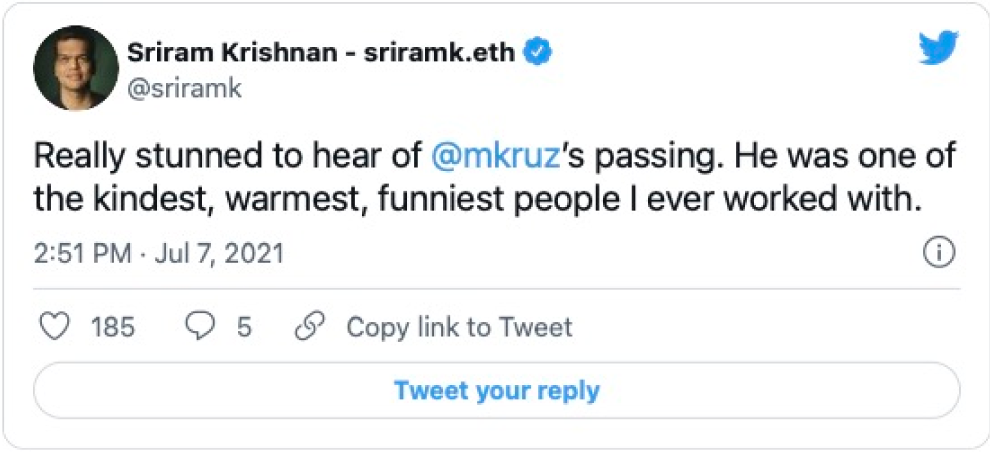 Sriram Krishnan - sriramk.eth
@sriramk
Really stunned to hear of @mkruz's passing. He was one of
the kindest, warmest, funniest people I ever worked with.
2:51 PM · Jul 7, 2021
185 5 Copy link to Tweet
Tweet your reply